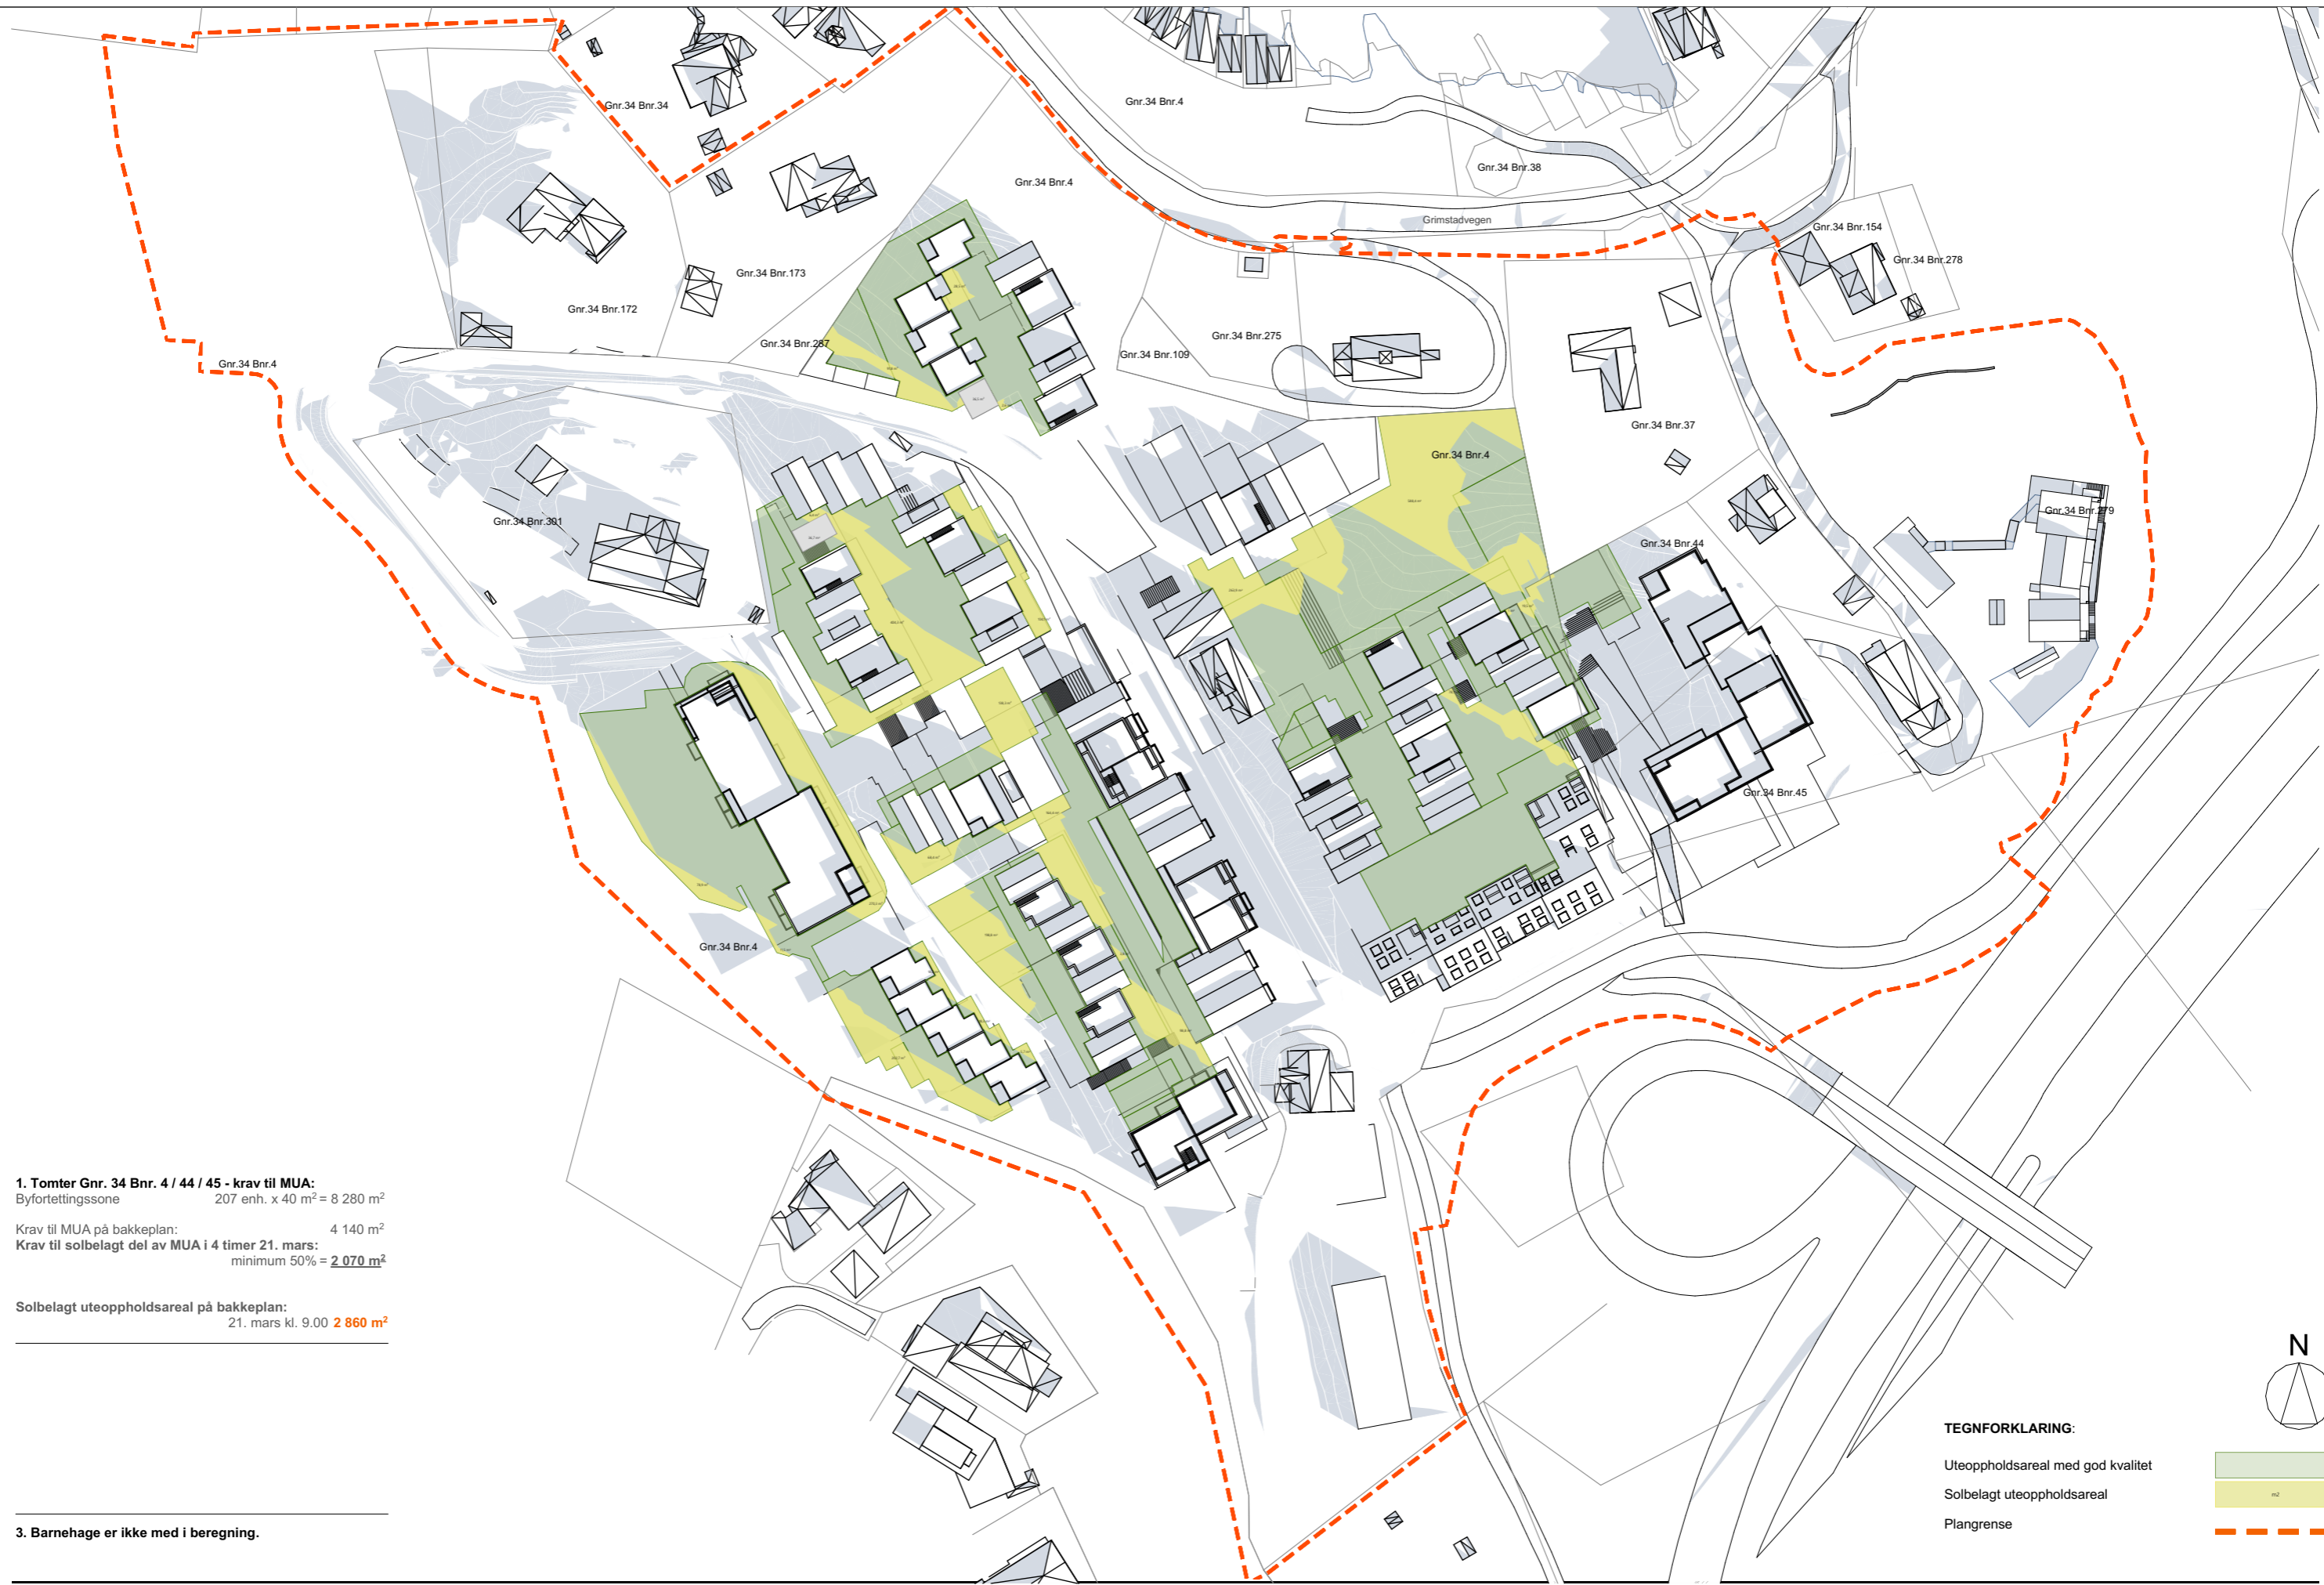 Gnr.34 Bnr.34
Gnr.34 Bnr.4
Gnr.34 Bnr.4
Gnr.34 Bnr.38
Grimstadvegen
Gnr.34 Bnr.154
Gnr.34 Bnr.278
Gnr.34 Bnr.173
Gnr.34 Bnr.172
Gnr.34 Bnr.287
Gnr.34 Bnr.275
Gnr.34 Bnr.109
Gnr.34 Bnr.4
Gnr.34 Bnr.37
Gnr.34 Bnr.4
Gnr.34 Bnr.301
Gnr.34 Bnr.279
Gnr.34 Bnr.44
Gnr.34 Bnr.45
Gnr.34 Bnr.4
1. Tomter Gnr. 34 Bnr. 4 / 44 / 45 - krav til MUA:
Byfortettingssone 207 enh. x 40 m² = 8 280 m²
Krav til MUA på bakkeplan: 4 140 m²
Krav til solbelagt del av MUA i 4 timer 21. mars:
minimum 50% = 2 070 m²
Solbelagt uteoppholdsareal på bakkeplan:
21. mars kl. 9.00 2 860 m²
3. Barnehage er ikke med i beregning.
N
TEGNFORKLARING:
Uteoppholdsareal med god kvalitet
Solbelagt uteoppholdsareal
m2
Plangrense